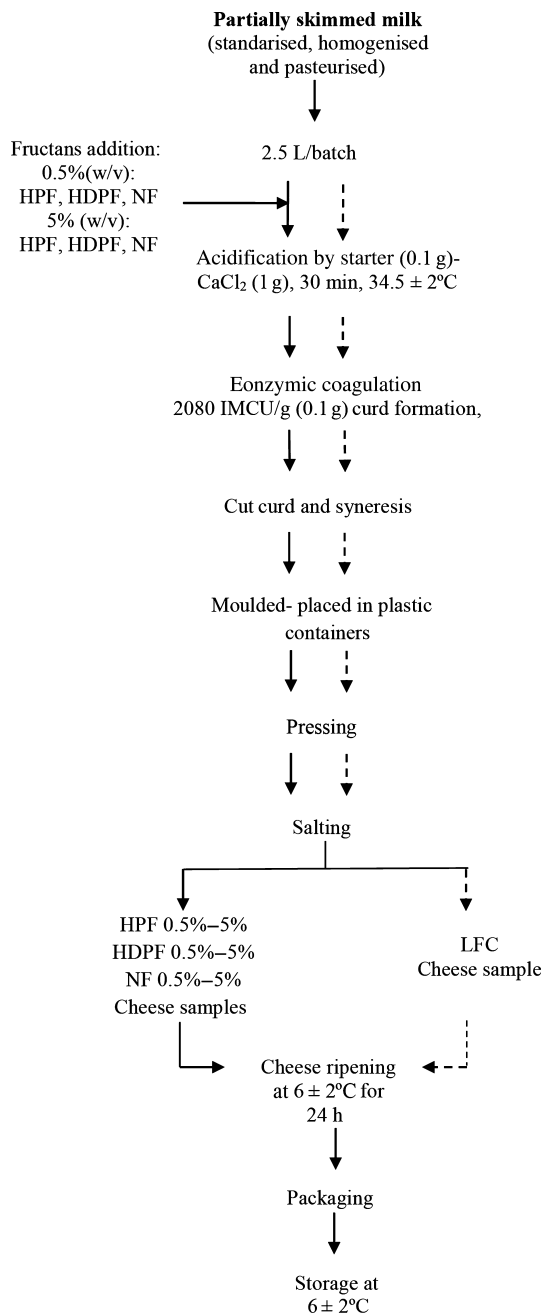 Partially skimmed milk
(standarised, homogenised
and pasteurised)
Fructans addition:
0.5%(w/v):
HPF, HDPF, NF
5% (w/v):
HPF, HDPF, NF
2.5 L/batch
Acidification by starter (0.1 g)-
CaCl₂ (1 g), 30 min, 34.5 ± 2ºC
Eonzymic coagulation
2080 IMCU/g (0.1 g) curd formation,
Cut curd and syneresis
Moulded- placed in plastic
containers
Pressing
Salting
HPF 0.5%–5%
HDPF 0.5%–5%
NF 0.5%–5%
Cheese samples
LFC
Cheese sample
Cheese ripening
at 6 ± 2ºC for
24 h
Packaging
Storage at
6 ± 2ºC